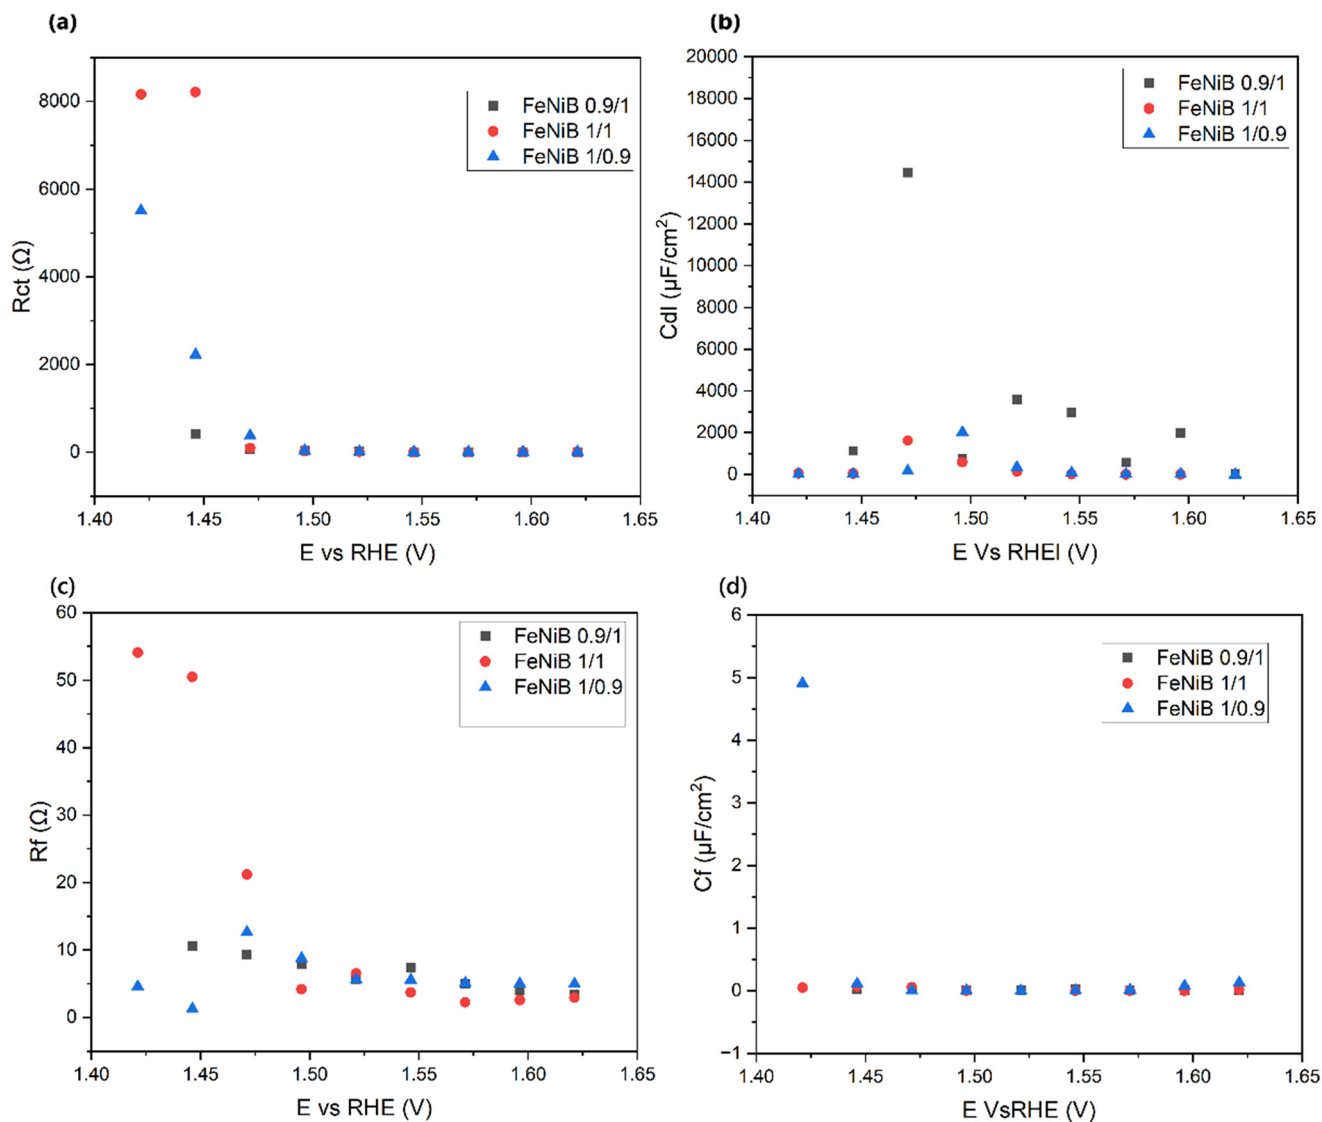 (a)
8000
6000
4000
2000
0
Rct (Ω)
1.40
1.45
1.50
1.55
1.60
1.65
E vs RHE (V)
FeNiB 0.9/1
FeNiB 1/1
FeNiB 1/0.9
(b)
20000
18000
16000
14000
12000
10000
8000
6000
4000
2000
0
Cdl (µF/cm²)
1.40
1.45
1.50
1.55
1.60
1.65
E Vs RHEl (V)
FeNiB 0.9/1
FeNiB 1/1
FeNiB 1/0.9
(c)
60
50
40
30
20
10
0
Rf (Ω)
1.40
1.45
1.50
1.55
1.60
1.65
E vs RHE (V)
FeNiB 0.9/1
FeNiB 1/1
FeNiB 1/0.9
(d)
6
5
4
3
2
1
0
−1
Cf (µF/cm²)
1.40
1.45
1.50
1.55
1.60
1.65
E VsRHE (V)
FeNiB 0.9/1
FeNiB 1/1
FeNiB 1/0.9